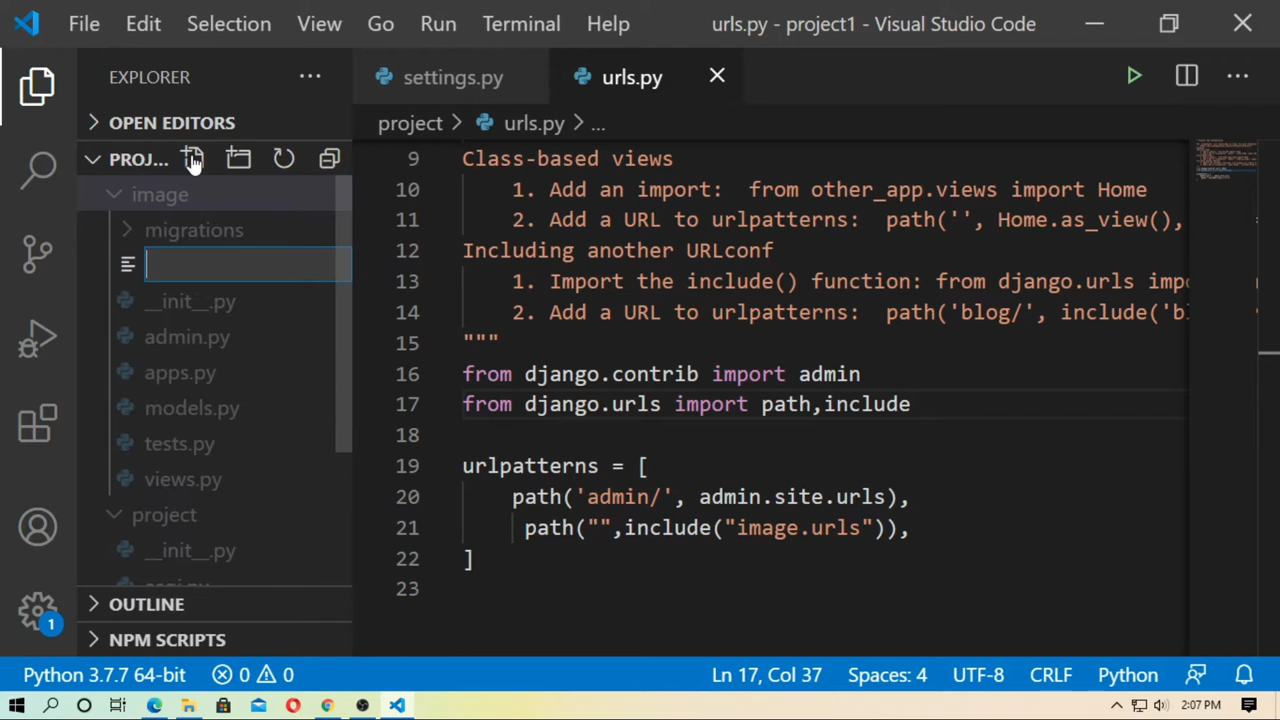 File Edit Selection View Go Run Terminal Help urls.py - project1 - Visual Studio Code
EXPLORER
settings.py urls.py
OPEN EDITORS
project > urls.py > ...
PROJ...
image
migrations
__init__.py
admin.py
apps.py
models.py
tests.py
views.py
project
__init__.py
OUTLINE
NPM SCRIPTS
9 Class-based views
10 1. Add an import:  from other_app.views import Home
11 2. Add a URL to urlpatterns:  path('', Home.as_view(),
12 Including another URLconf
13 1. Import the include() function: from django.urls impo
14 2. Add a URL to urlpatterns:  path('blog/', include('bl
15 """
16 from django.contrib import admin
17 from django.urls import path,include
18
19 urlpatterns = [
20 path('admin/', admin.site.urls),
21 path("",include("image.urls")),
22 ]
23
1
Python 3.7.7 64-bit 0 0 Ln 17, Col 37 Spaces: 4 UTF-8 CRLF Python
2:07 PM